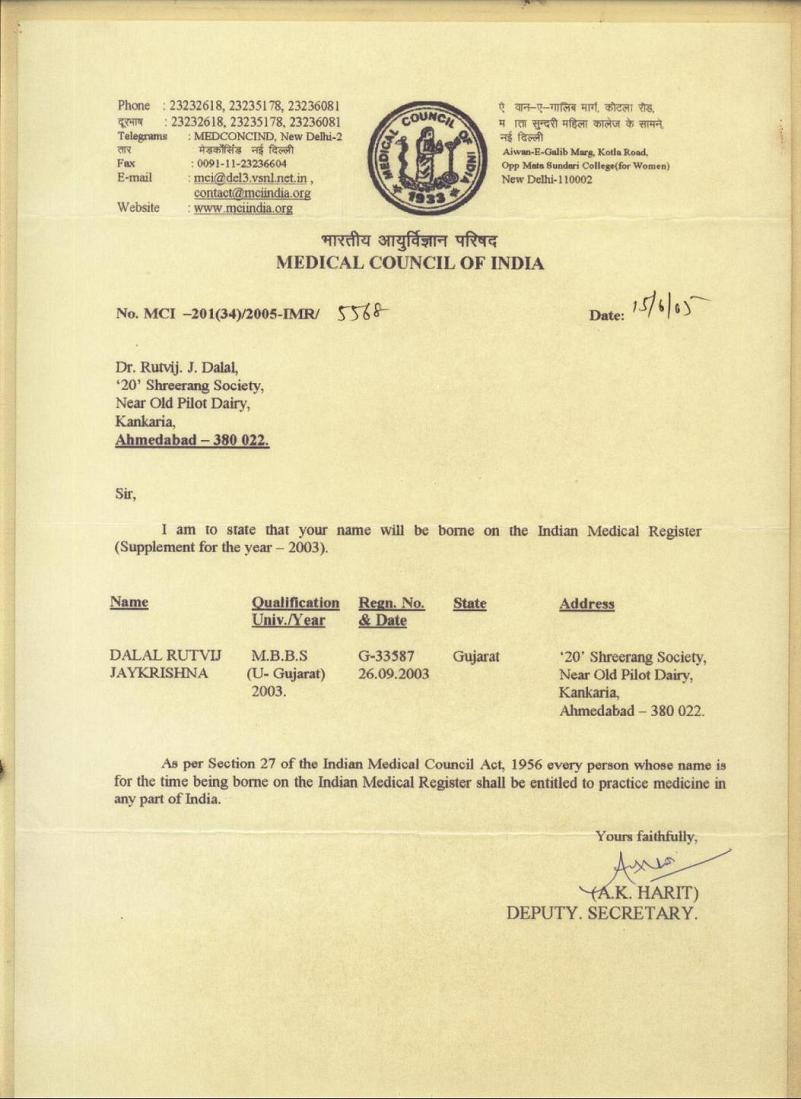 Phone : 23232618, 23235178, 23236081
दूरभाष : 23232618, 23235178, 23236081
Telegrams : MEDCONCIND, New Delhi-2
तार मेडकौंसिंड नई दिल्ली
Fax : 0091-11-23236604
E-mail : mci@del3.vsnl.net.in ,
contact@mciindia.org
Website : www.mciindia.org
MEDICAL COUNCIL OF INDIA
1933
ऐ वान-ए-गालिब मार्ग, कोटला रोड,
म ाता सुन्दरी महिला कालेज के सामने,
नई दिल्ली
Aiwan-E-Galib Marg, Kotla Road,
Opp Mata Sundari College(for Women)
New Delhi-110002
भारतीय आयुर्विज्ञान परिषद
MEDICAL COUNCIL OF INDIA
No. MCI –201(34)/2005-IMR/ 5568
Date: 15/6/05
Dr. Rutvij. J. Dalal,
‘20’ Shreerang Society,
Near Old Pilot Dairy,
Kankaria,
Ahmedabad – 380 022.
Sir,
I am to state that your name will be borne on the Indian Medical Register
(Supplement for the year – 2003).
Name Qualification Regn. No. State Address
Univ./Year & Date
DALAL RUTVIJ M.B.B.S G-33587 Gujarat ‘20’ Shreerang Society,
JAYKRISHNA (U- Gujarat) 26.09.2003 Near Old Pilot Dairy,
2003. Kankaria,
Ahmedabad – 380 022.
As per Section 27 of the Indian Medical Council Act, 1956 every person whose name is
for the time being borne on the Indian Medical Register shall be entitled to practice medicine in
any part of India.
Yours faithfully,
(A.K. HARIT)
DEPUTY. SECRETARY.